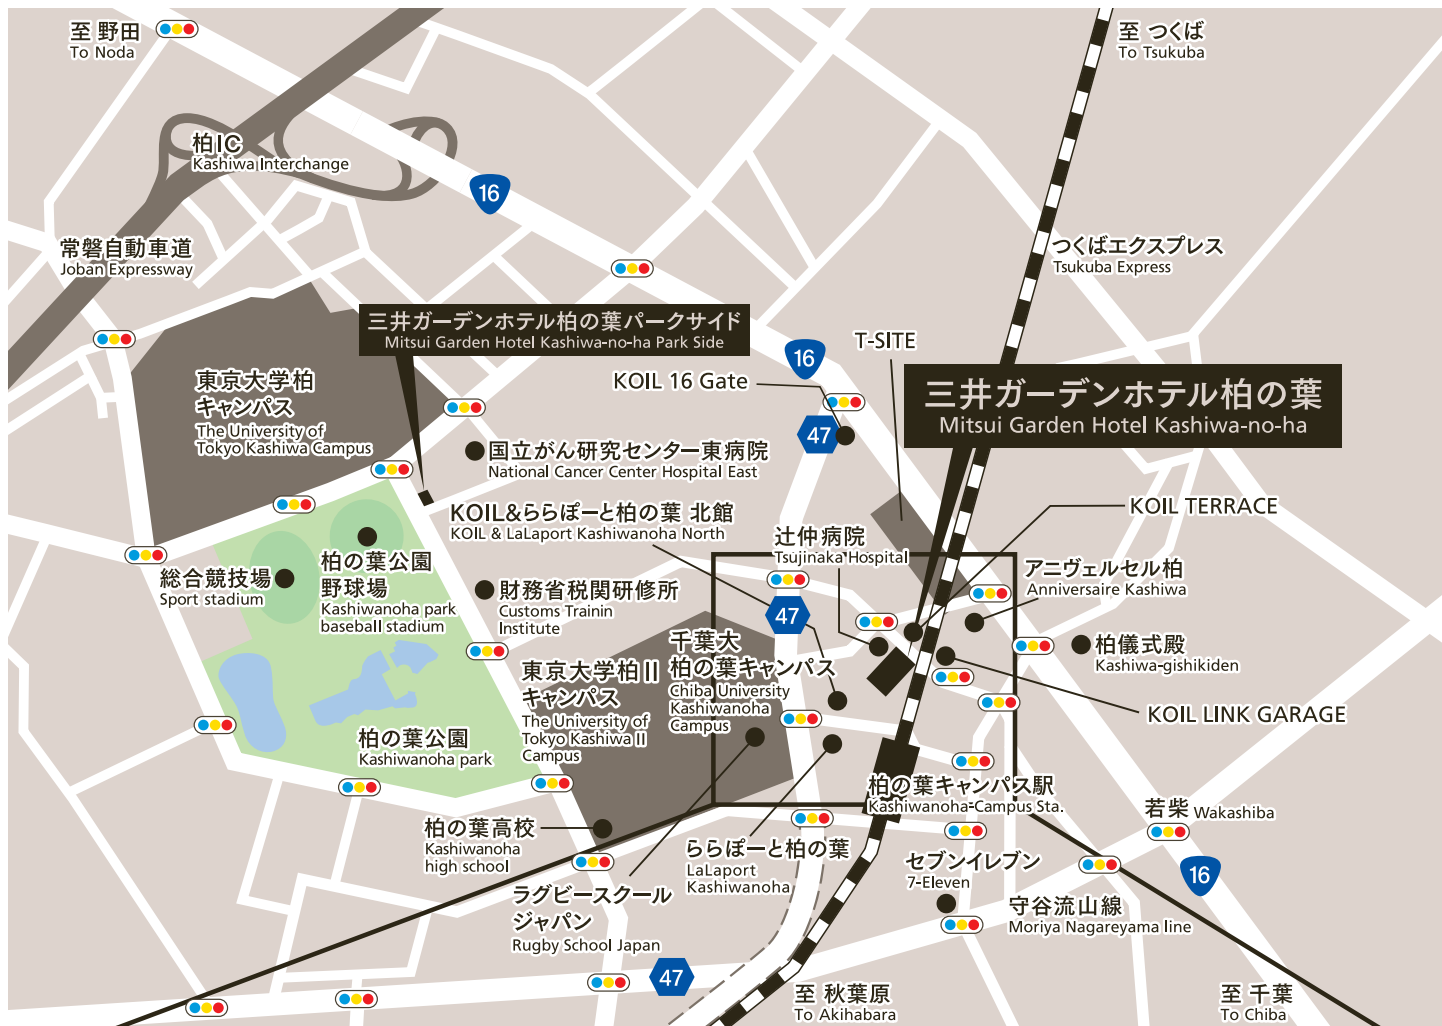 至 野田
To Noda
至 つくば
To Tsukuba
柏IC
Kashiwa Interchange
16
常磐自動車道
Joban Expressway
つくばエクスプレス
Tsukuba Express
三井ガーデンホテル柏の葉パークサイド
Mitsui Garden Hotel Kashiwa-no-ha Park Side
16
T-SITE
KOIL 16 Gate
三井ガーデンホテル柏の葉
Mitsui Garden Hotel Kashiwa-no-ha
東京大学柏
キャンパス
The University of
Tokyo Kashiwa Campus
47
国立がん研究センター東病院
National Cancer Center Hospital East
KOIL&ららぽーと柏の葉 北館
KOIL & LaLaport Kashiwanoha North
KOIL TERRACE
辻仲病院
Tsujinaka Hospital
柏の葉公園
野球場
Kashiwanoha park
baseball stadium
総合競技場
Sport stadium
財務省税関研修所
Customs Trainin
Institute
アニヴェルセル柏
Anniversaire Kashiwa
47
千葉大
柏の葉キャンパス
Chiba University
Kashiwanoha
Campus
柏儀式殿
Kashiwa-gishikiden
東京大学柏II
キャンパス
The University of
Tokyo Kashiwa II
Campus
KOIL LINK GARAGE
柏の葉公園
Kashiwanoha park
柏の葉キャンパス駅
Kashiwanoha-Campus Sta.
若柴 Wakashiba
柏の葉高校
Kashiwanoha
high school
ららぽーと柏の葉
LaLaport
Kashiwanoha
セブンイレブン
7-Eleven
16
ラグビースクール
ジャパン
Rugby School Japan
守谷流山線
Moriya Nagareyama line
47
至 秋葉原
To Akihabara
至 千葉
To Chiba